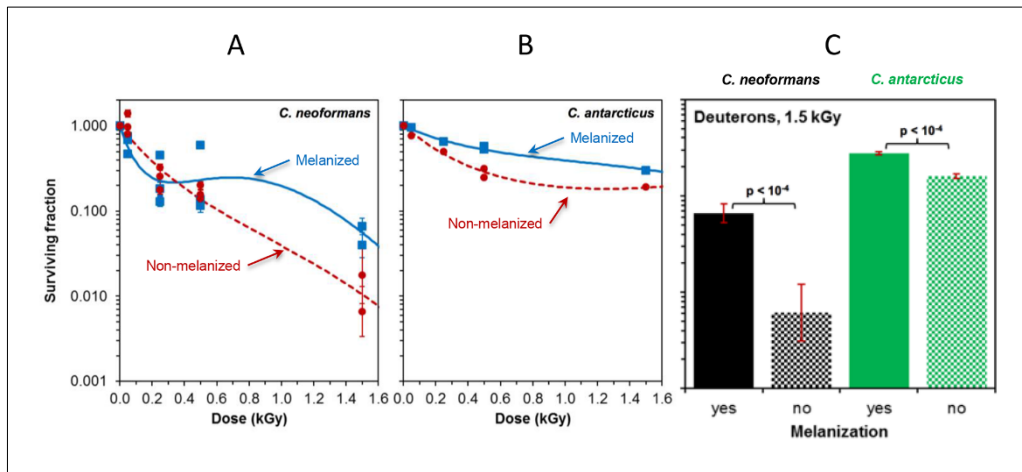 A
B
C
C. neoformans
C. antarcticus
C. neoformans
Melanized
Non-melanized
C. antarcticus
Melanized
Non-melanized
Deuterons, 1.5 kGy
p < 10-4
p < 10-4
Surviving fraction
1.000
0.100
0.010
0.001
0.0 0.2 0.4 0.6 0.8 1.0 1.2 1.4 1.6
Dose (kGy)
0.0 0.2 0.4 0.6 0.8 1.0 1.2 1.4 1.6
Dose (kGy)
yes no yes no
Melanization